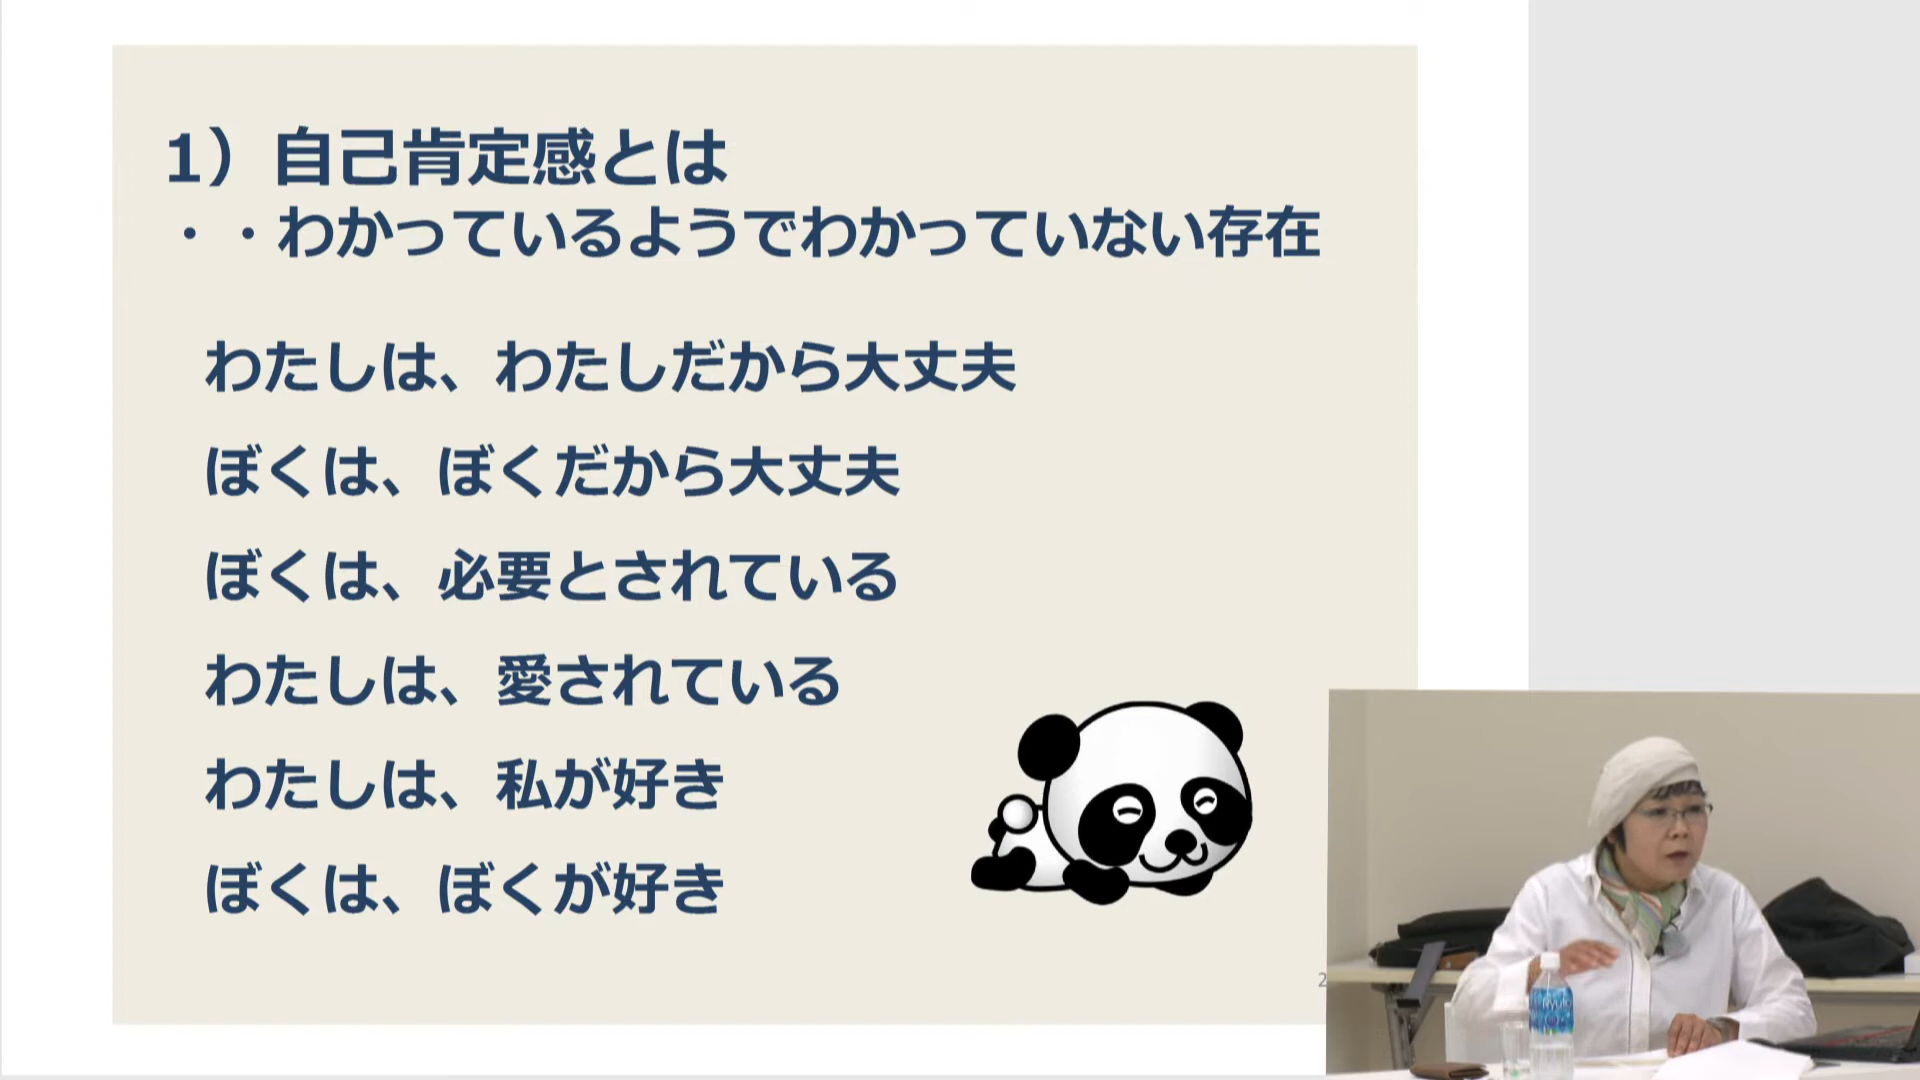 1）自己肯定感とは
・・わかっているようでわかっていない存在
わたしは、わたしだから大丈夫
ぼくは、ぼくだから大丈夫
ぼくは、必要とされている
わたしは、愛されている
わたしは、私が好き
ぼくは、ぼくが好き
2